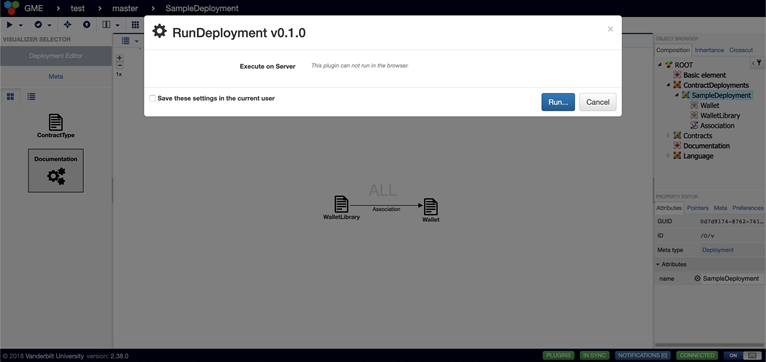 GME > test > master > SampleDeployment
VISUALIZER SELECTOR
Deployment Editor
Meta
ContractType
Documentation
1x
RunDeployment v0.1.0
×
Execute on Server
This plugin can not run in the browser.
Save these settings in the current user
Run...
Cancel
ALL
WalletLibrary
Association
Wallet
OBJECT BROWSER
Composition Inheritance Crosscut
ROOT
Basic element
ContractDeployments
SampleDeployment
Wallet
WalletLibrary
Association
Contracts
Documentation
Language
PROPERTY EDITOR
Attributes Pointers Meta Preferences
GUID 0d7d9174-8762-761...
ID /O/v
Meta type Deployment
Attributes
name SampleDeployment
© 2018 Vanderbilt University version: 2.38.0
PLUGINS IN SYNC NOTIFICATIONS [0] CONNECTED ON